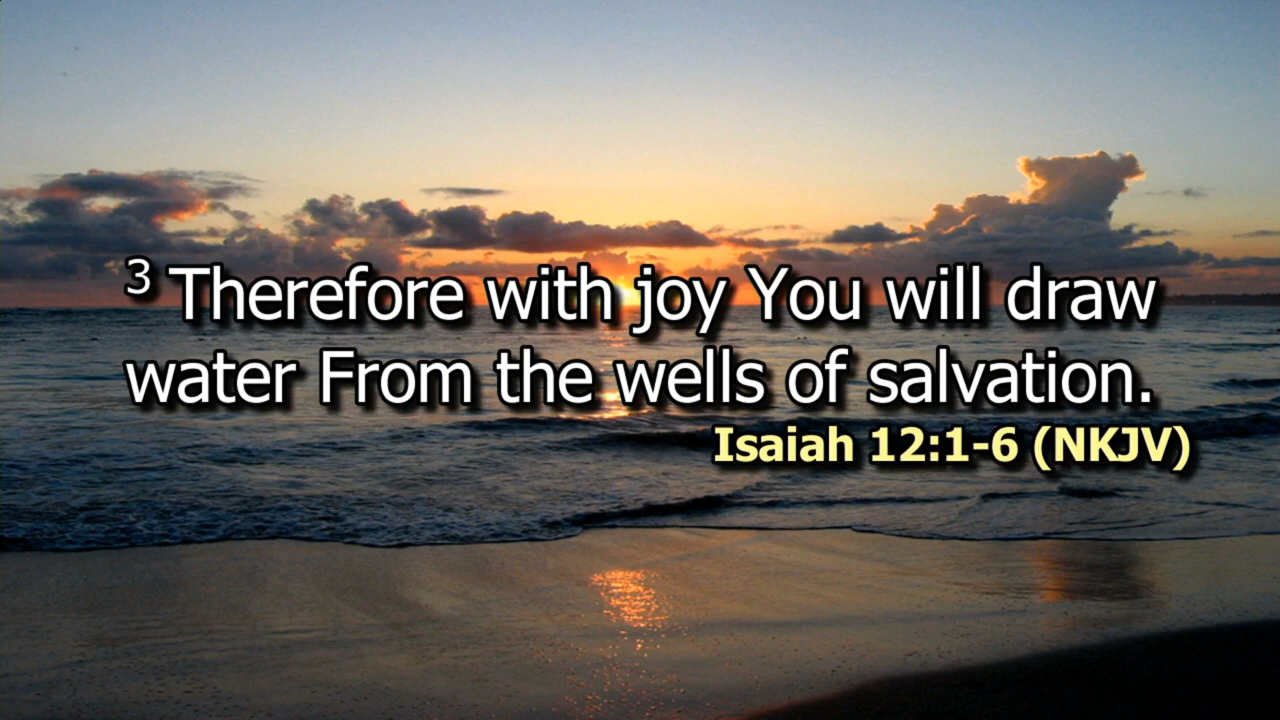 3 Therefore with joy You will draw
water From the wells of salvation.
Isaiah 12:1-6 (NKJV)